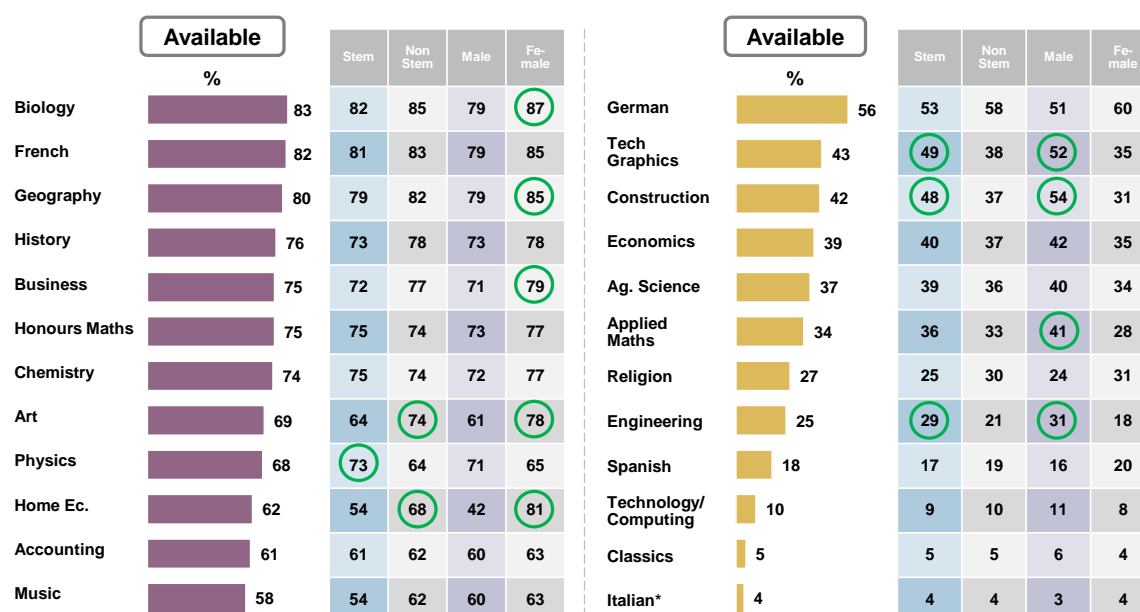 Available
Stem Non Stem Male Fe-male
%
Biology 83 82 85 79 87
French 82 81 83 79 85
Geography 80 79 82 79 85
History 76 73 78 73 78
Business 75 72 77 71 79
Honours Maths 75 75 74 73 77
Chemistry 74 75 74 72 77
Art 69 64 74 61 78
Physics 68 73 64 71 65
Home Ec. 62 54 68 42 81
Accounting 61 61 62 60 63
Music 58 54 62 60 63
Available
Stem Non Stem Male Fe-male
%
German 56 53 58 51 60
Tech Graphics 43 49 38 52 35
Construction 42 48 37 54 31
Economics 39 40 37 42 35
Ag. Science 37 39 36 40 34
Applied Maths 34 36 33 41 28
Religion 27 25 30 24 31
Engineering 25 29 21 31 18
Spanish 18 17 19 16 20
Technology/ Computing 10 9 10 11 8
Classics 5 5 5 6 4
Italian* 4 4 4 3 4